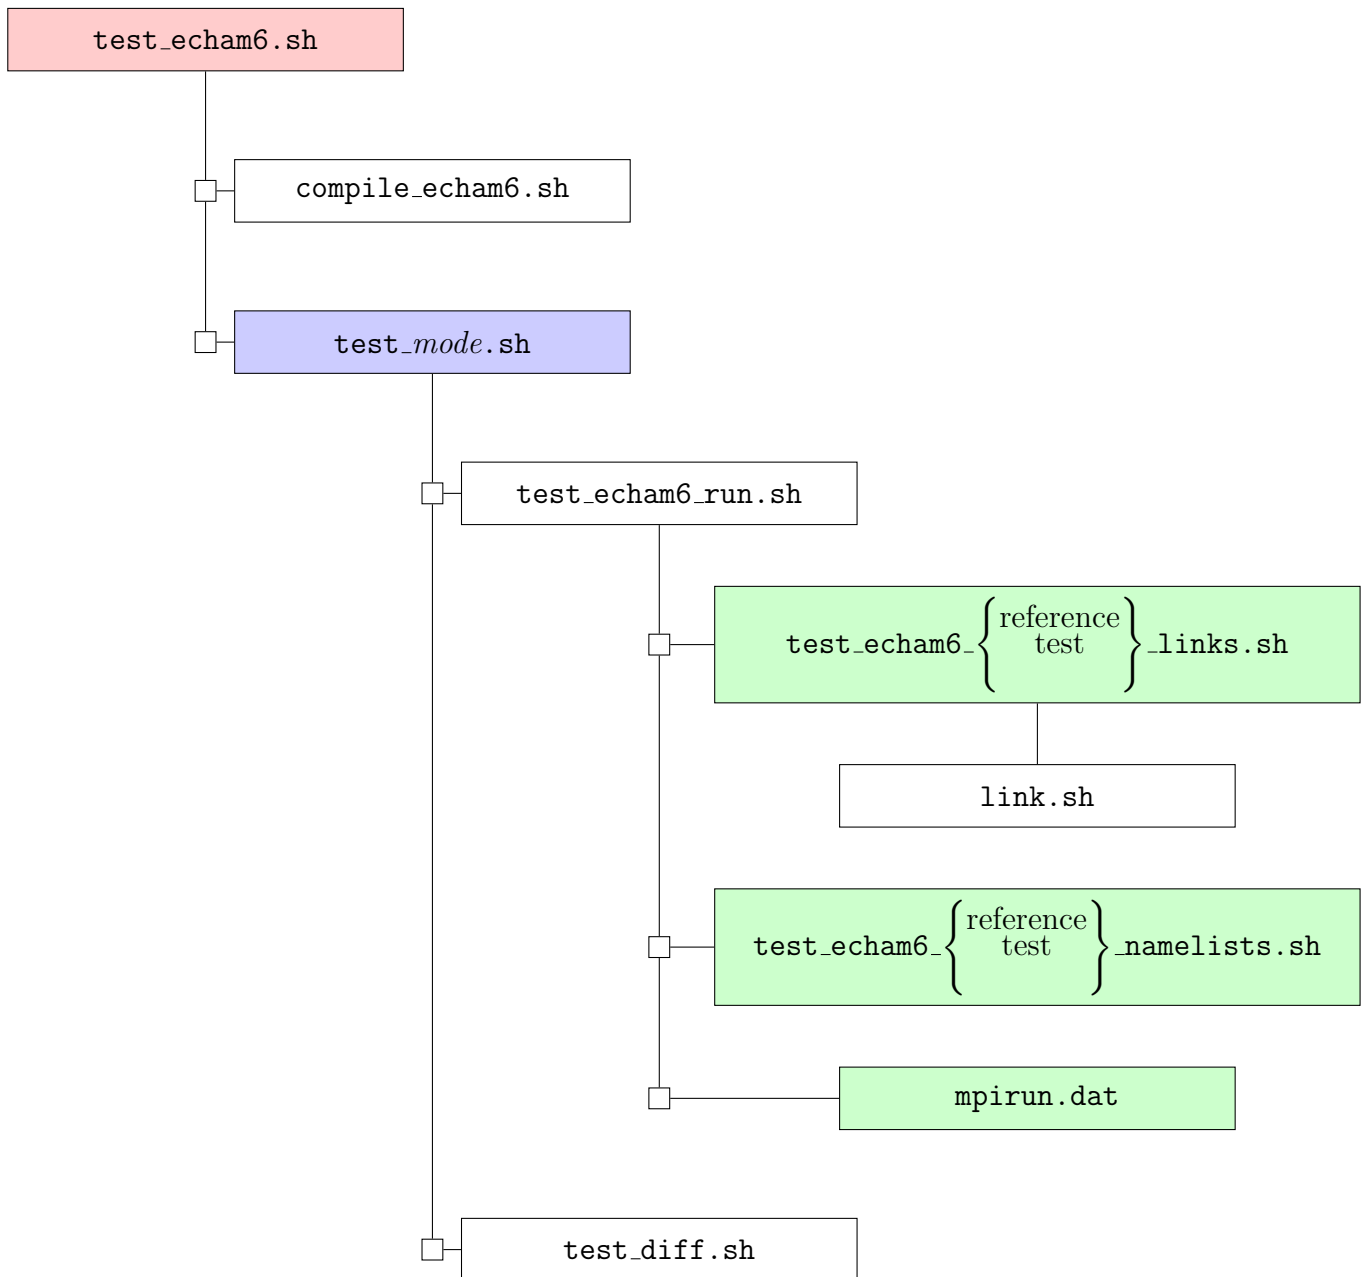 test_echam6.sh
compile_echam6.sh
test_mode.sh
test_echam6_run.sh
test_echam6_{reference
test}_links.sh
link.sh
test_echam6_{reference
test}_namelists.sh
mpirun.dat
test_diff.sh